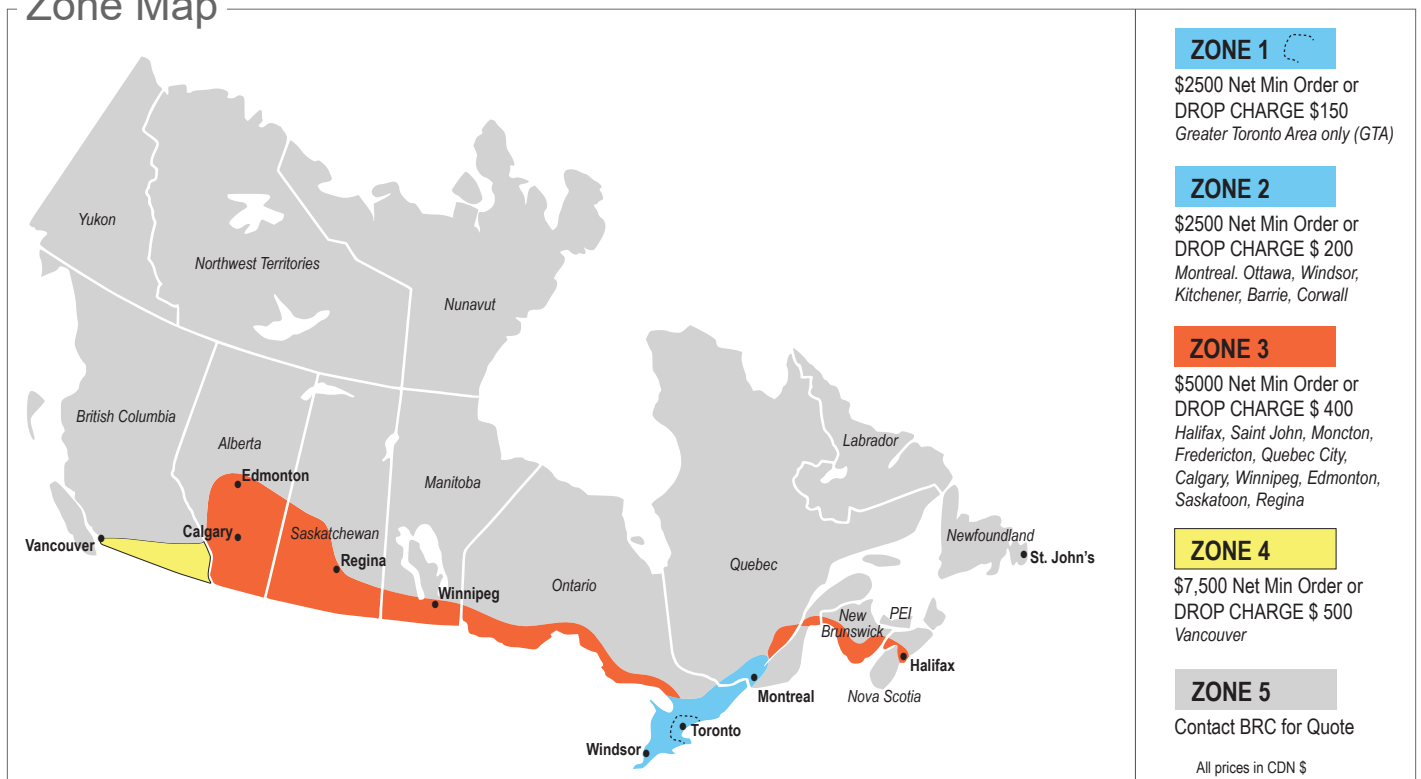 Zone Map
Yukon
Northwest Territories
Nunavut
British Columbia
Alberta
Edmonton
Calgary
Saskatchewan
Manitoba
Vancouver
Regina
Winnipeg
Ontario
Quebec
Labrador
Newfoundland
St. John's
New
Brunswick
PEI
Halifax
Nova Scotia
Montreal
Toronto
Windsor
ZONE 1
$2500 Net Min Order or
DROP CHARGE $150
Greater Toronto Area only (GTA)
ZONE 2
$2500 Net Min Order or
DROP CHARGE $ 200
Montreal. Ottawa, Windsor,
Kitchener, Barrie, Corwall
ZONE 3
$5000 Net Min Order or
DROP CHARGE $ 400
Halifax, Saint John, Moncton,
Fredericton, Quebec City,
Calgary, Winnipeg, Edmonton,
Saskatoon, Regina
ZONE 4
$7,500 Net Min Order or
DROP CHARGE $ 500
Vancouver
ZONE 5
Contact BRC for Quote
All prices in CDN $